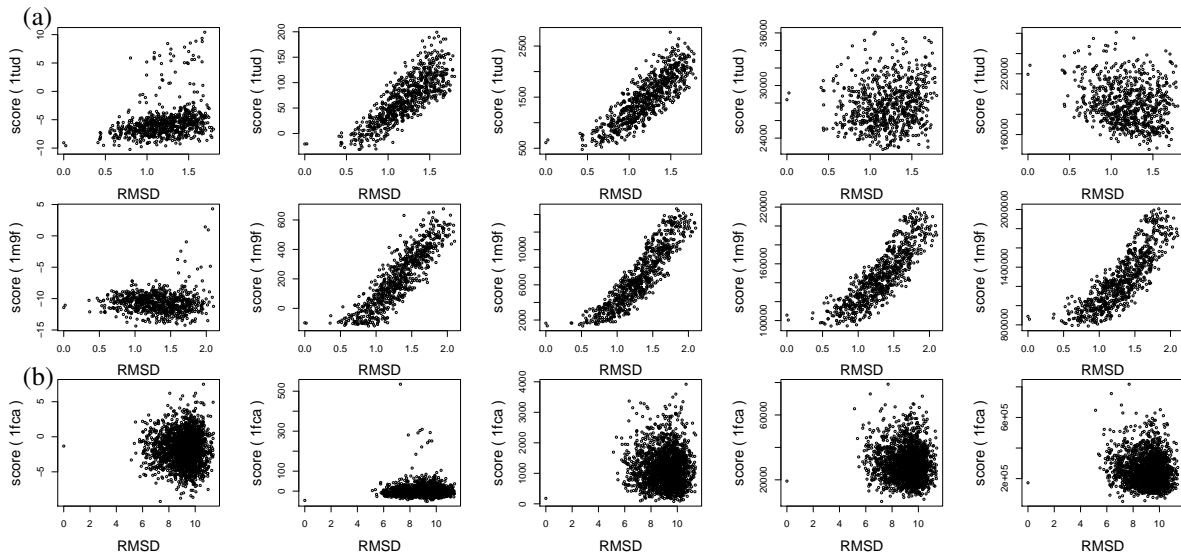 (a)
score ( 1tud )
10
5
0
−5
−10
0.0 0.5 1.0 1.5
RMSD
score ( 1tud )
200
150
100
50
0
0.0 0.5 1.0 1.5
RMSD
score ( 1tud )
2500
1500
500
0.0 0.5 1.0 1.5
RMSD
score ( 1tud )
36000
30000
24000
0.0 0.5 1.0 1.5
RMSD
score ( 1tud )
220000
160000
0.0 0.5 1.0 1.5
RMSD
score ( 1m9f )
5
0
−5
−10
−15
0.0 0.5 1.0 1.5 2.0
RMSD
score ( 1m9f )
600
400
200
0
0.0 0.5 1.0 1.5 2.0
RMSD
score ( 1m9f )
10000
6000
2000
0.0 0.5 1.0 1.5 2.0
RMSD
score ( 1m9f )
220000
160000
100000
0.0 0.5 1.0 1.5 2.0
RMSD
score ( 1m9f )
2000000
1400000
800000
0.0 0.5 1.0 1.5 2.0
RMSD
(b)
score ( 1fca )
5
0
−5
0 2 4 6 8 10
RMSD
score ( 1fca )
500
300
100
0
0 2 4 6 8 10
RMSD
score ( 1fca )
4000
3000
2000
1000
0
0 2 4 6 8 10
RMSD
score ( 1fca )
60000
20000
0 2 4 6 8 10
RMSD
score ( 1fca )
6e+05
2e+05
0 2 4 6 8 10
RMSD